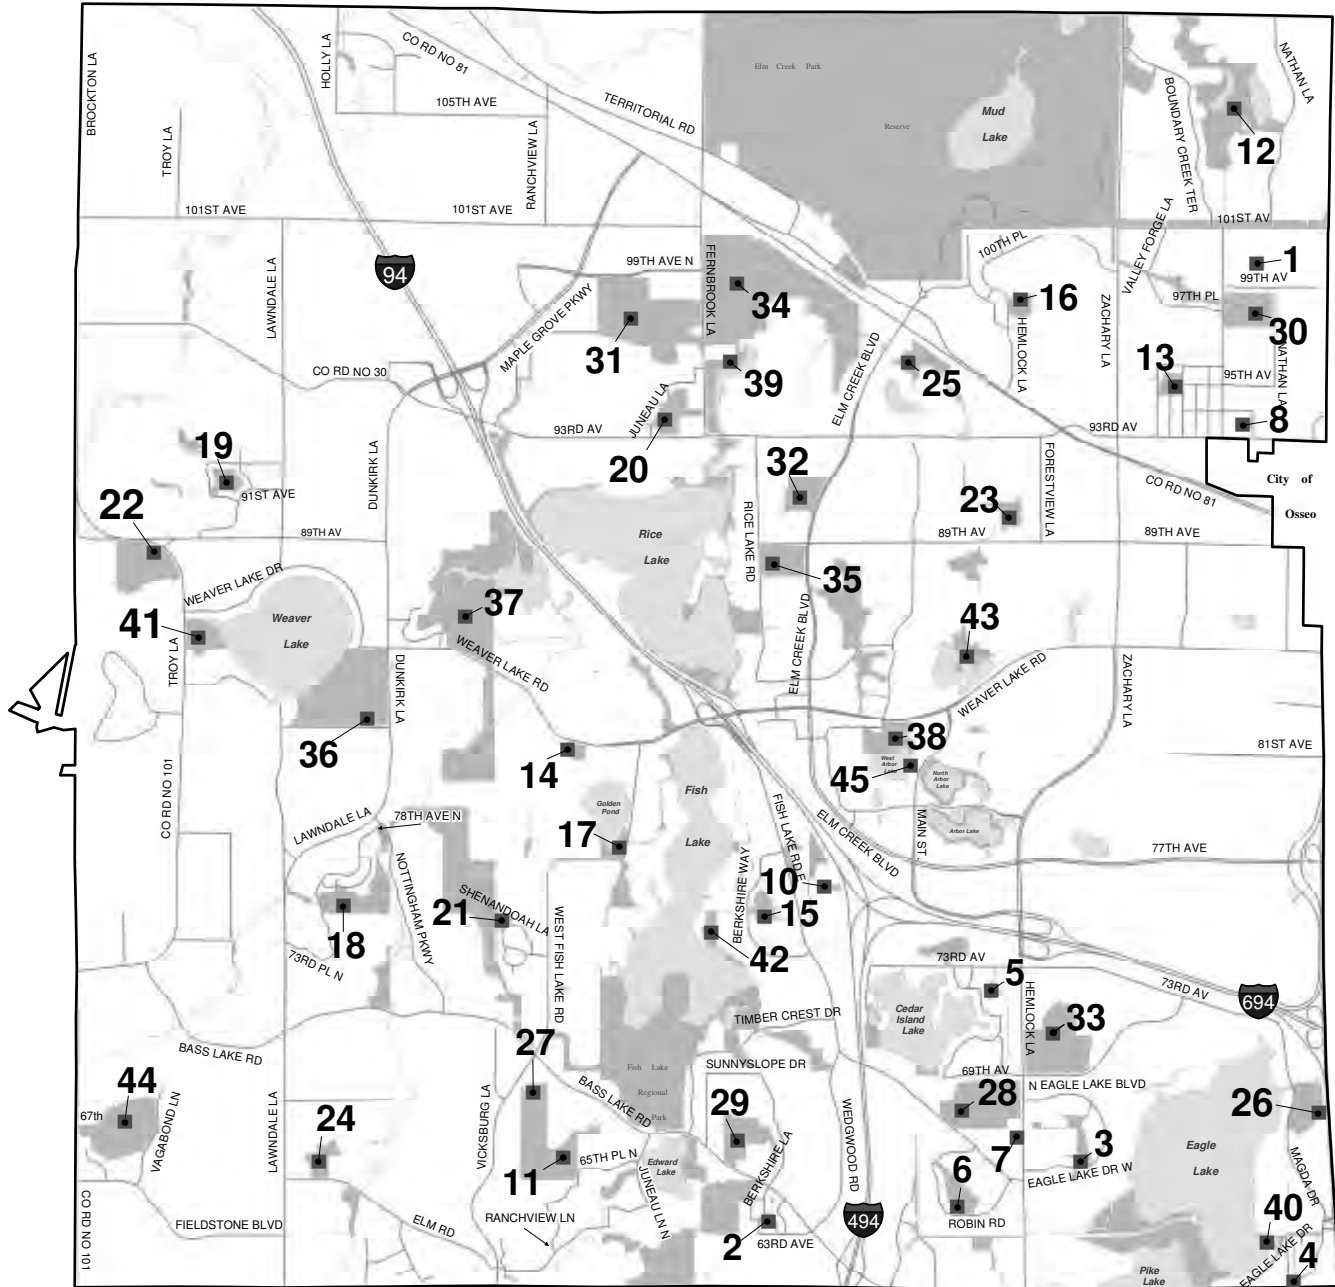 BROCKTON LA
HOLLY LA
CO RD NO 81
Elm Creek Park
Reserve
Mud
Lake
BOUNDARY CREEK TER
NATHAN LA
12
TROY LA
105TH AVE
RANCHVIEW LA
TERRITORIAL RD
101ST AVE
101ST AVE
101ST AV
VALLEY FORGE LA
LAWNDALE LA
94
99TH AVE N
FERNBROOK LA
34
100TH PL
16
HEMLOCK LA
ZACHARY LA
1
99TH AV
97TH PL
30
MAPLE GROVE PKWY
31
39
ELM CREEK BLVD
25
13
95TH AV
NATHAN LA
8
CO RD NO 30
JUNEAU LA
20
93RD AV
93RD AV
DUNKIRK LA
19
91ST AVE
22
89TH AV
32
RICE LAKE RD
23
FORESTVIEW LA
CO RD NO 81
City of
Osseo
89TH AV
89TH AVE
Rice
Lake
35
WEAVER LAKE DR
Weaver
Lake
41
TROY LA
37
WEAVER LAKE RD
DUNKIRK LA
ELM CREEK BLVD
43
WEAVER LAKE RD
ZACHARY LA
36
14
38
West
Arbor
Lake
45
North
Arbor
Lake
Arbor Lake
81ST AVE
CO RD NO 101
LAWNDALE LA
78TH AVE N
Golden
Pond
17
Fish
Lake
FISH LAKE RD E
ELM CREEK BLVD
MAIN ST.
77TH AVE
NOTTINGHAM PKWY
18
73RD PL N
SHENANDOAH LA
21
WEST FISH LAKE RD
BERKSHIRE WAY
10
15
42
73RD AV
5
73RD AV
694
Cedar
Island
Lake
HEMLOCK LA
33
TIMBER CREST DR
BASS LAKE RD
27
Fish Lake
Regional
Park
SUNNYSLOPE DR
69TH AV
N EAGLE LAKE BLVD
44
67th
VAGABOND LN
LAWNDALE LA
24
VICKSBURG LA
BASS LAKE RD
29
28
26
11
65TH PL N
Edward
Lake
BERKSHIRE LA
WEDGWOOD RD
7
3
EAGLE LAKE DR W
Eagle
Lake
MAGDA DR
CO RD NO 101
FIELDSTONE BLVD
ELM RD
RANCHVIEW LN
JUNEAU LN N
2
63RD AVE
494
6
ROBIN RD
40
EAGLE LAKE DR
4
Pike
Lake